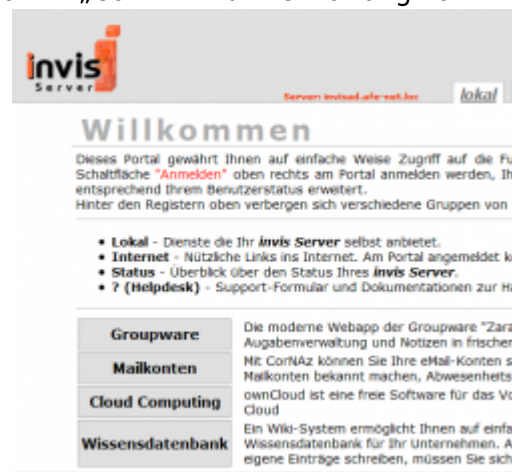 invis
Server
Server: invisad.afe-net.loc
lokal
Willkommen
Dieses Portal gewährt Ihnen auf einfache Weise Zugriff auf die Fu
Schaltfläche "Anmelden" oben rechts am Portal anmelden werden, Ih
entsprechend Ihrem Benutzerstatus erweitert.
Hinter den Registern oben verbergen sich verschiedene Gruppen von
• Lokal - Dienste die Ihr invis Server selbst anbietet.
• Internet - Nützliche Links ins Internet. Am Portal angemeldet k
• Status - Überblick über den Status Ihres invis Server.
• ? (Helpdesk) - Support-Formular und Dokumentationen zur H
Groupware
Die moderne Webapp der Groupware "Zara
Augabenverwaltung und Notizen in frischer
Mailkonten
Mit CorNAz können Sie Ihre eMail-Konten s
Mailkonten bekannt machen, Abwesenheits
Cloud Computing
ownCloud ist eine freie Software für das Vo
Cloud
Wissensdatenbank
Ein Wiki-System ermöglicht Ihnen auf einfa
Wissensdatenbank für Ihr Unternehmen. A
eigene Einträge schreiben, müssen Sie sich